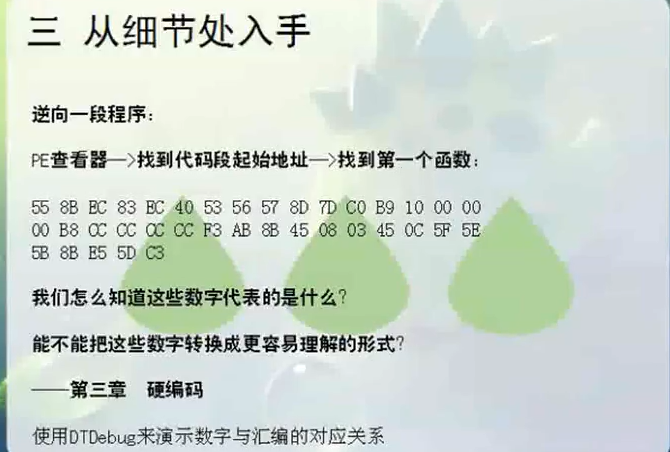 三 从细节处入手
逆向一段程序：
PE查看器—>找到代码段起始地址—>找到第一个函数：
55 8B EC 83 EC 40 53 56 57 8D 7D C0 B9 10 00 00
00 B8 CC CC CC CC F3 AB 8B 45 08 03 45 0C 5F 5E
5B 8B E5 5D C3
我们怎么知道这些数字代表的是什么？
能不能把这些数字转换成更容易理解的形式？
——第三章 硬编码
使用DTDebug来演示数字与汇编的对应关系